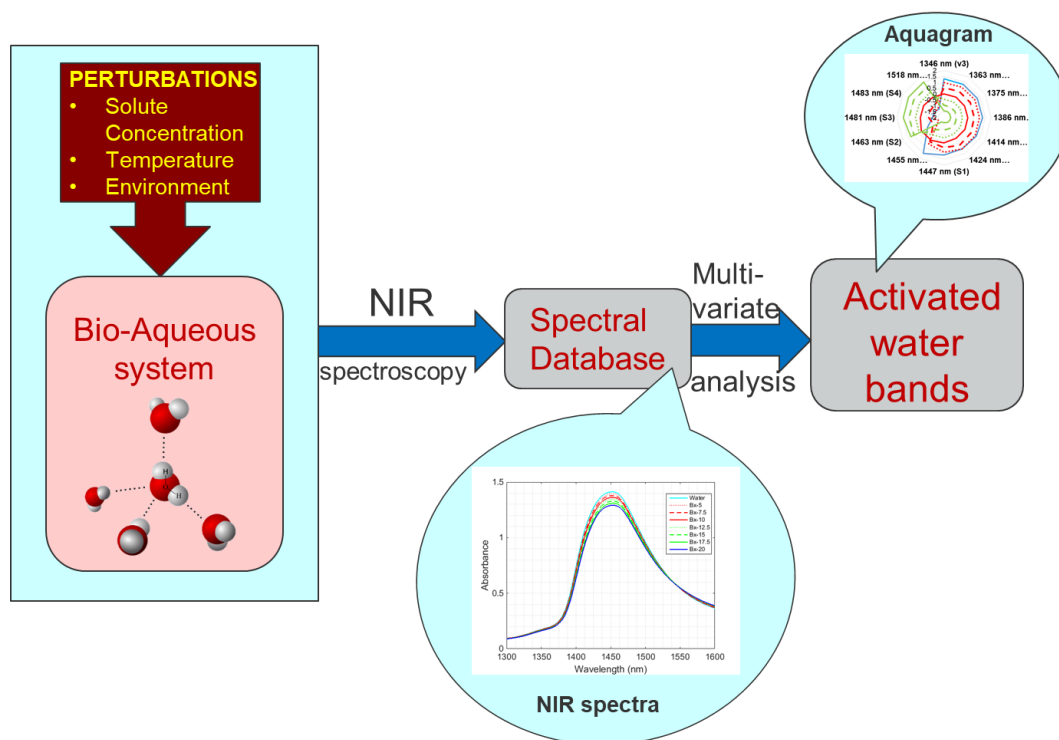 PERTURBATIONS
• Solute
Concentration
• Temperature
• Environment
Bio-Aqueous
system
H
H
NIR
spectroscopy
Spectral
Database
Multi-
variate
analysis
Activated
water
bands
Aquagram
1346 nm (v3)
1363 nm…
1375 nm…
1386 nm…
1414 nm…
1424 nm…
1447 nm (S1)
1455 nm…
1463 nm (S2)
1481 nm (S3)
1483 nm (S4)
1518 nm…
2
1.5
1.5
1
0.5
0
Absorbance
1300
1350
1400
1450
1500
1550
1600
Wavelength (nm)
Water
Bx-5
Bx-7.5
Bx-10
Bx-12.5
Bx-15
Bx-17.5
Bx-20
NIR spectra